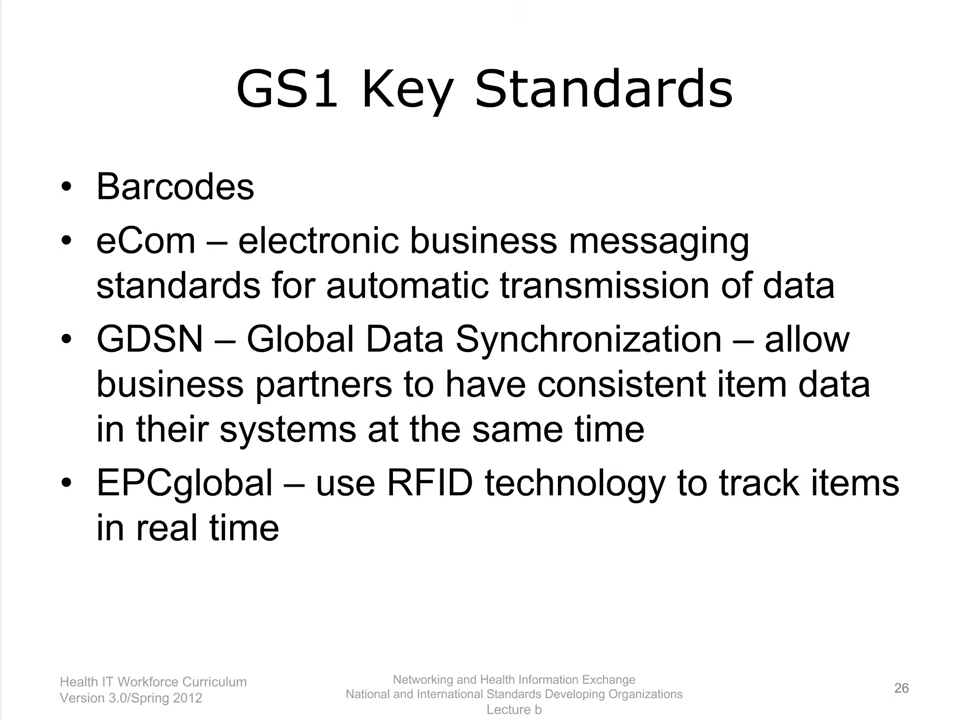 GS1 Key Standards
• Barcodes
• eCom – electronic business messaging
standards for automatic transmission of data
• GDSN – Global Data Synchronization – allow
business partners to have consistent item data
in their systems at the same time
• EPCglobal – use RFID technology to track items
in real time
Health IT Workforce Curriculum
Version 3.0/Spring 2012
Networking and Health Information Exchange
National and International Standards Developing Organizations
Lecture b
26